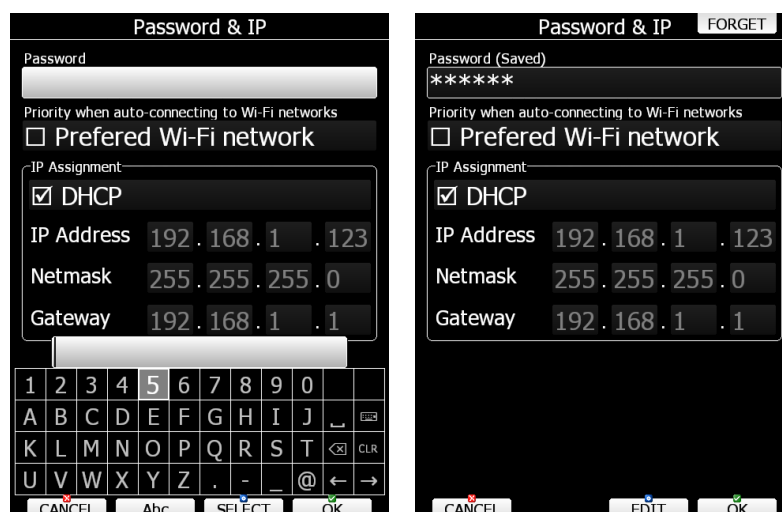 Password & IP
Password
Priority when auto-connecting to Wi-Fi networks
Prefered Wi-Fi network
IP Assignment
DHCP
IP Address 192 . 168 . 1 . 123
Netmask 255 . 255 . 255 . 0
Gateway 192 . 168 . 1 . 1
1 2 3 4 5 6 7 8 9 0
A B C D E F G H I J
K L M N O P Q R S T CLR
U V W X Y Z . - _ @ ← →
CANCEL Abc SELECT OK
Password & IP FORGET
Password (Saved)
******
Priority when auto-connecting to Wi-Fi networks
Prefered Wi-Fi network
IP Assignment
DHCP
IP Address 192 . 168 . 1 . 123
Netmask 255 . 255 . 255 . 0
Gateway 192 . 168 . 1 . 1
CANCEL EDIT OK